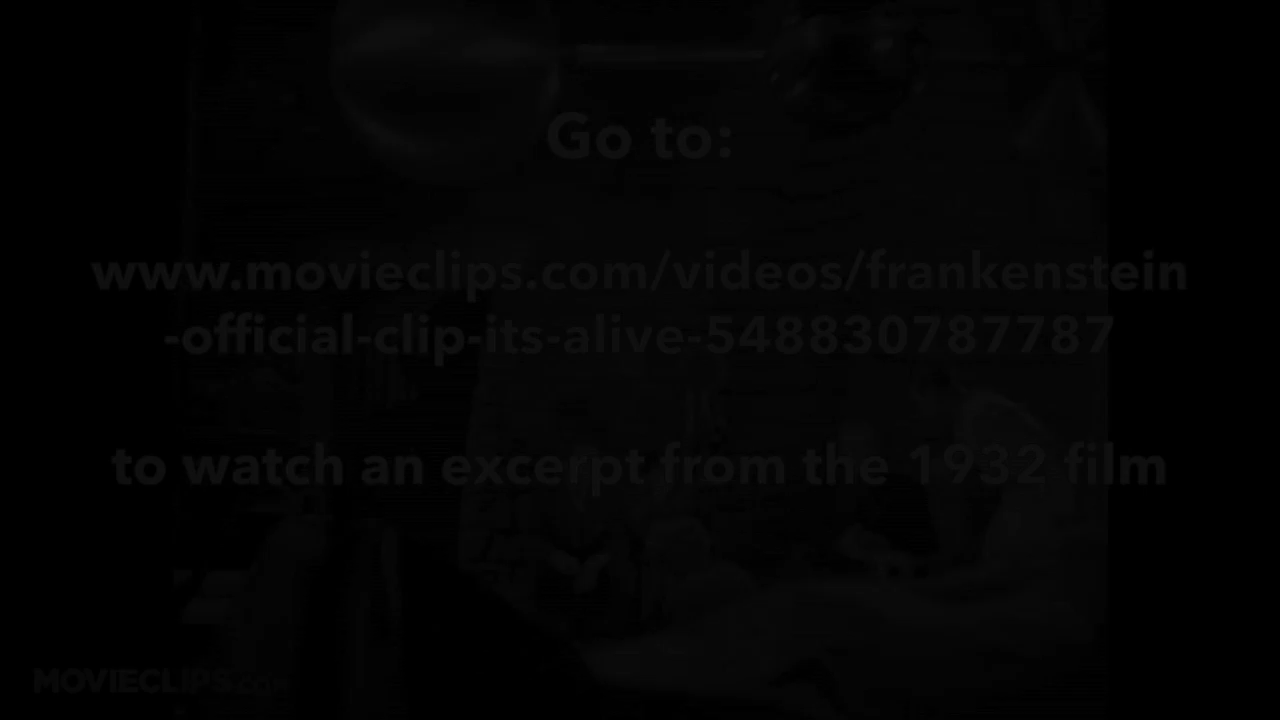 Go to:
www.movieclips.com/videos/frankenstein
-official-clip-its-alive-548830787787
to watch an excerpt from the 1932 film
MOVIECLIPS.com